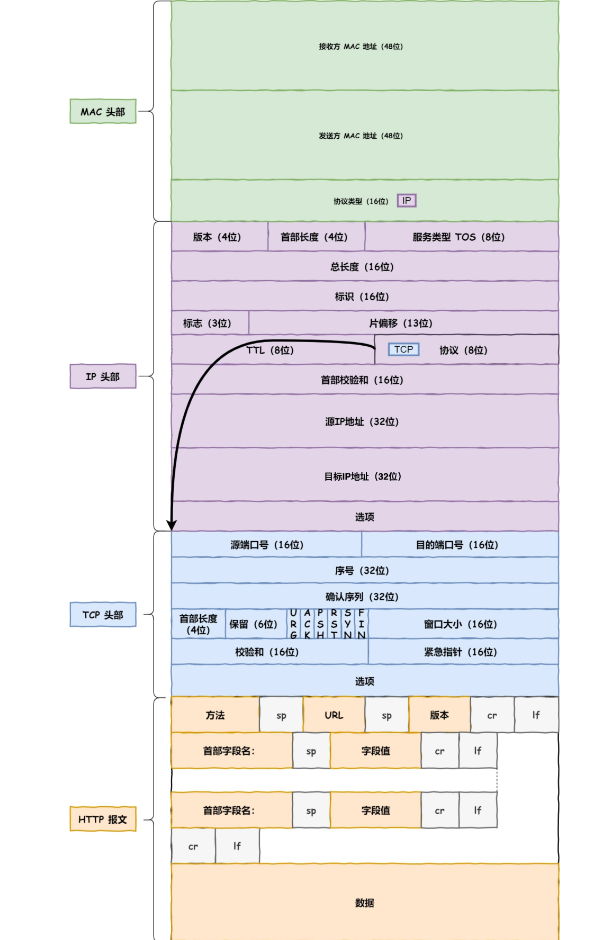 接收方 MAC 地址（48位）
MAC 头部
发送方 MAC 地址（48位）
协议类型（16位） IP
版本（4位） 首部长度（4位） 服务类型 TOS（8位）
总长度（16位）
标识（16位）
标志（3位） 片偏移（13位）
TTL（8位） TCP 协议（8位）
IP 头部
首部校验和（16位）
源IP地址（32位）
目标IP地址（32位）
选项
源端口号（16位） 目的端口号（16位）
序号（32位）
确认序列（32位）
TCP 头部
首部长度（4位） 保留（6位） URG ACK PSH RST SYN FIN 窗口大小（16位）
校验和（16位） 紧急指针（16位）
选项
方法 sp URL sp 版本 cr lf
首部字段名： sp 字段值 cr lf
HTTP 报文
首部字段名： sp 字段值 cr lf
cr lf
数据